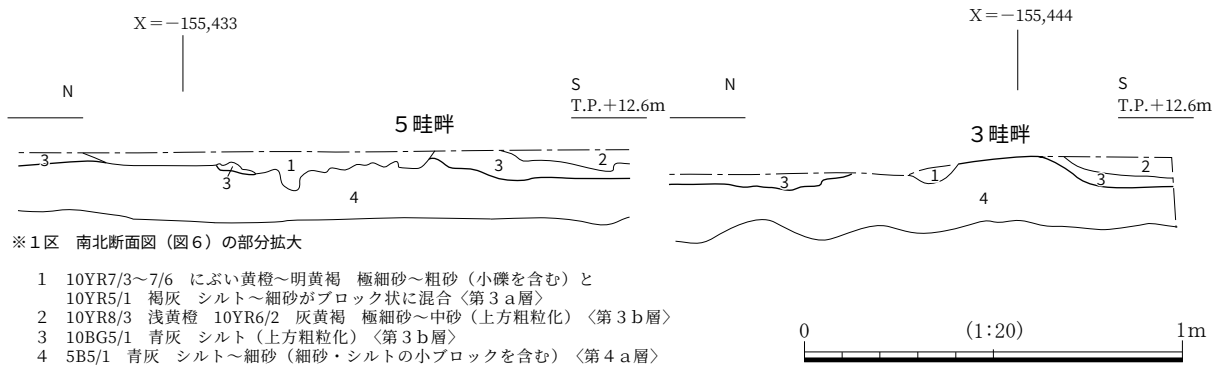 X＝−155,433
X＝−155,444
N
S
T.P.＋12.6m
N
S
T.P.＋12.6m
５畦畔
３畦畔
3
3
1
3
2
4
3
1
4
3
2
※１区　南北断面図（図６）の部分拡大
1　10YR7/3～7/6　にぶい黄橙～明黄褐　極細砂～粗砂（小礫を含む）と
10YR5/1　褐灰　シルト～細砂がブロック状に混合〈第３ａ層〉
2　10YR8/3　浅黄橙　10YR6/2　灰黄褐　極細砂～中砂（上方粗粒化）〈第３ｂ層〉
3　10BG5/1　青灰　シルト（上方粗粒化）〈第３ｂ層〉
4　5B5/1　青灰　シルト～細砂（細砂・シルトの小ブロックを含む）〈第４ａ層〉
0　（1：20）　1m